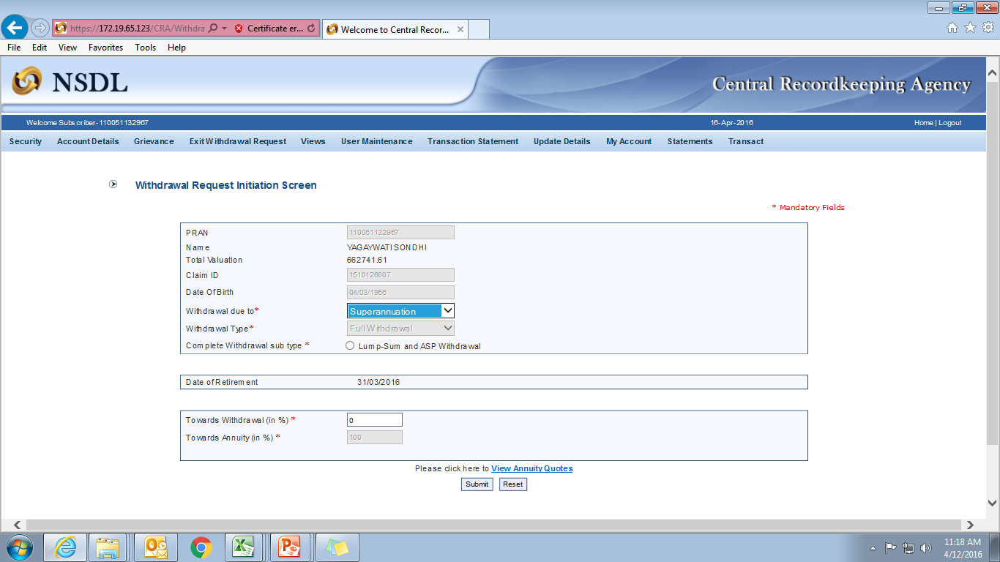 https://172.19.65.123/CRA/Withdra Certificate er... Welcome to Central Recor...
File Edit View Favorites Tools Help
NSDL Central Recordkeeping Agency
Welcome Subscriber-110051132967 16-Apr-2016 Home | Logout
Security Account Details Grievance Exit Withdrawal Request Views User Maintenance Transaction Statement Update Details My Account Statements Transact
Withdrawal Request Initiation Screen
* Mandatory Fields
PRAN 110051132967
Name YAGAYWATI SONDHI
Total Valuation 662741.61
Claim ID 1510126807
Date Of Birth 04/03/1956
Withdrawal due to* Superannuation
Withdrawal Type* Full Withdrawal
Complete Withdrawal sub type * Lump-Sum and ASP Withdrawal
Date of Retirement 31/03/2016
Towards Withdrawal (in %) * 0
Towards Annuity (in %) * 100
Please click here to View Annuity Quotes
Submit Reset
11:18 AM
4/12/2016